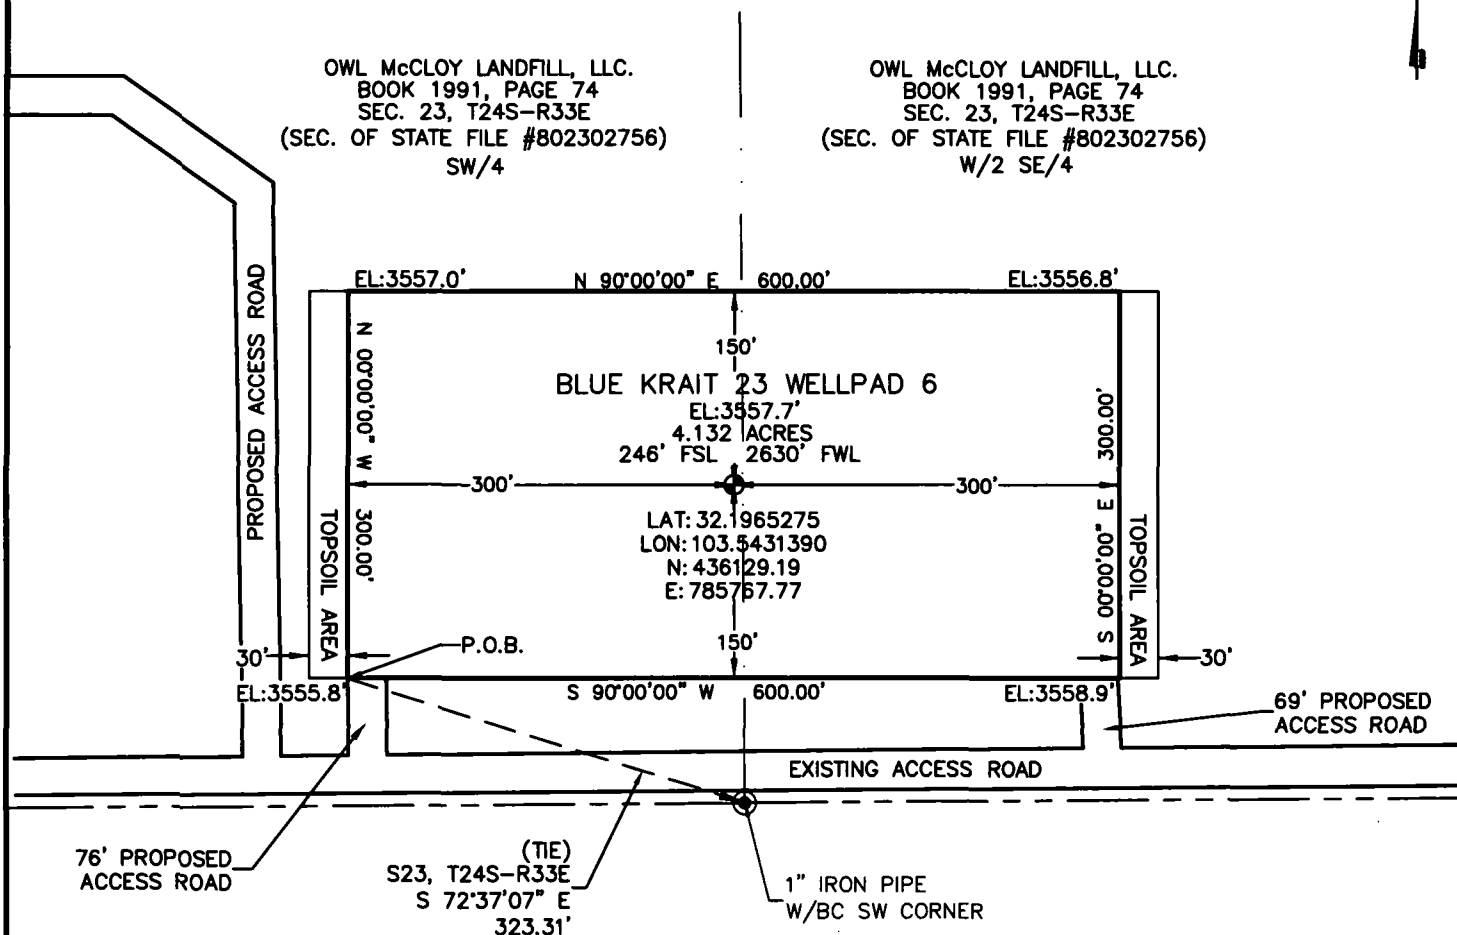 OWL McCLOY LANDFILL, LLC.
BOOK 1991, PAGE 74
SEC. 23, T24S-R33E
(SEC. OF STATE FILE #802302756)
SW/4
OWL McCLOY LANDFILL, LLC.
BOOK 1991, PAGE 74
SEC. 23, T24S-R33E
(SEC. OF STATE FILE #802302756)
W/2 SE/4
PROPOSED ACCESS ROAD
EL:3557.0'
N 90°00'00" E 600.00'
EL:3556.8'
N 00°00'00" W 300.00'
150'
BLUE KRAIT 23 WELLPAD 6
EL:3557.7'
4.132 ACRES
246' FSL 2630' FWL
300'
300'
LAT: 32.1965275
LON: 103.5431390
N: 436129.19
E: 785767.77
150'
S 00°00'00" E 300.00'
TOPSOIL AREA
TOPSOIL AREA
30'
P.O.B.
30'
EL:3555.8'
S 90°00'00" W 600.00'
EL:3558.9'
69' PROPOSED
ACCESS ROAD
EXISTING ACCESS ROAD
76' PROPOSED
ACCESS ROAD
(TIE)
S23, T24S-R33E
S 72°37'07" E
323.31'
1" IRON PIPE
W/BC SW CORNER